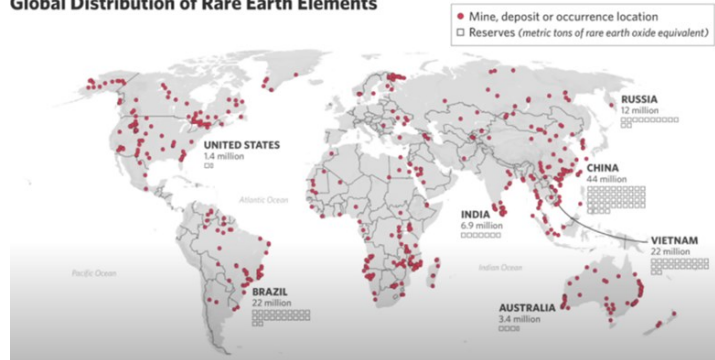 Global Distribution of Rare Earth Elements
Mine, deposit or occurrence location
Reserves (metric tons of rare earth oxide equivalent)
RUSSIA
12 million
UNITED STATES
1.4 million
CHINA
44 million
Atlantic Ocean
INDIA
6.9 million
VIETNAM
22 million
Pacific Ocean
Indian Ocean
BRAZIL
22 million
AUSTRALIA
3.4 million